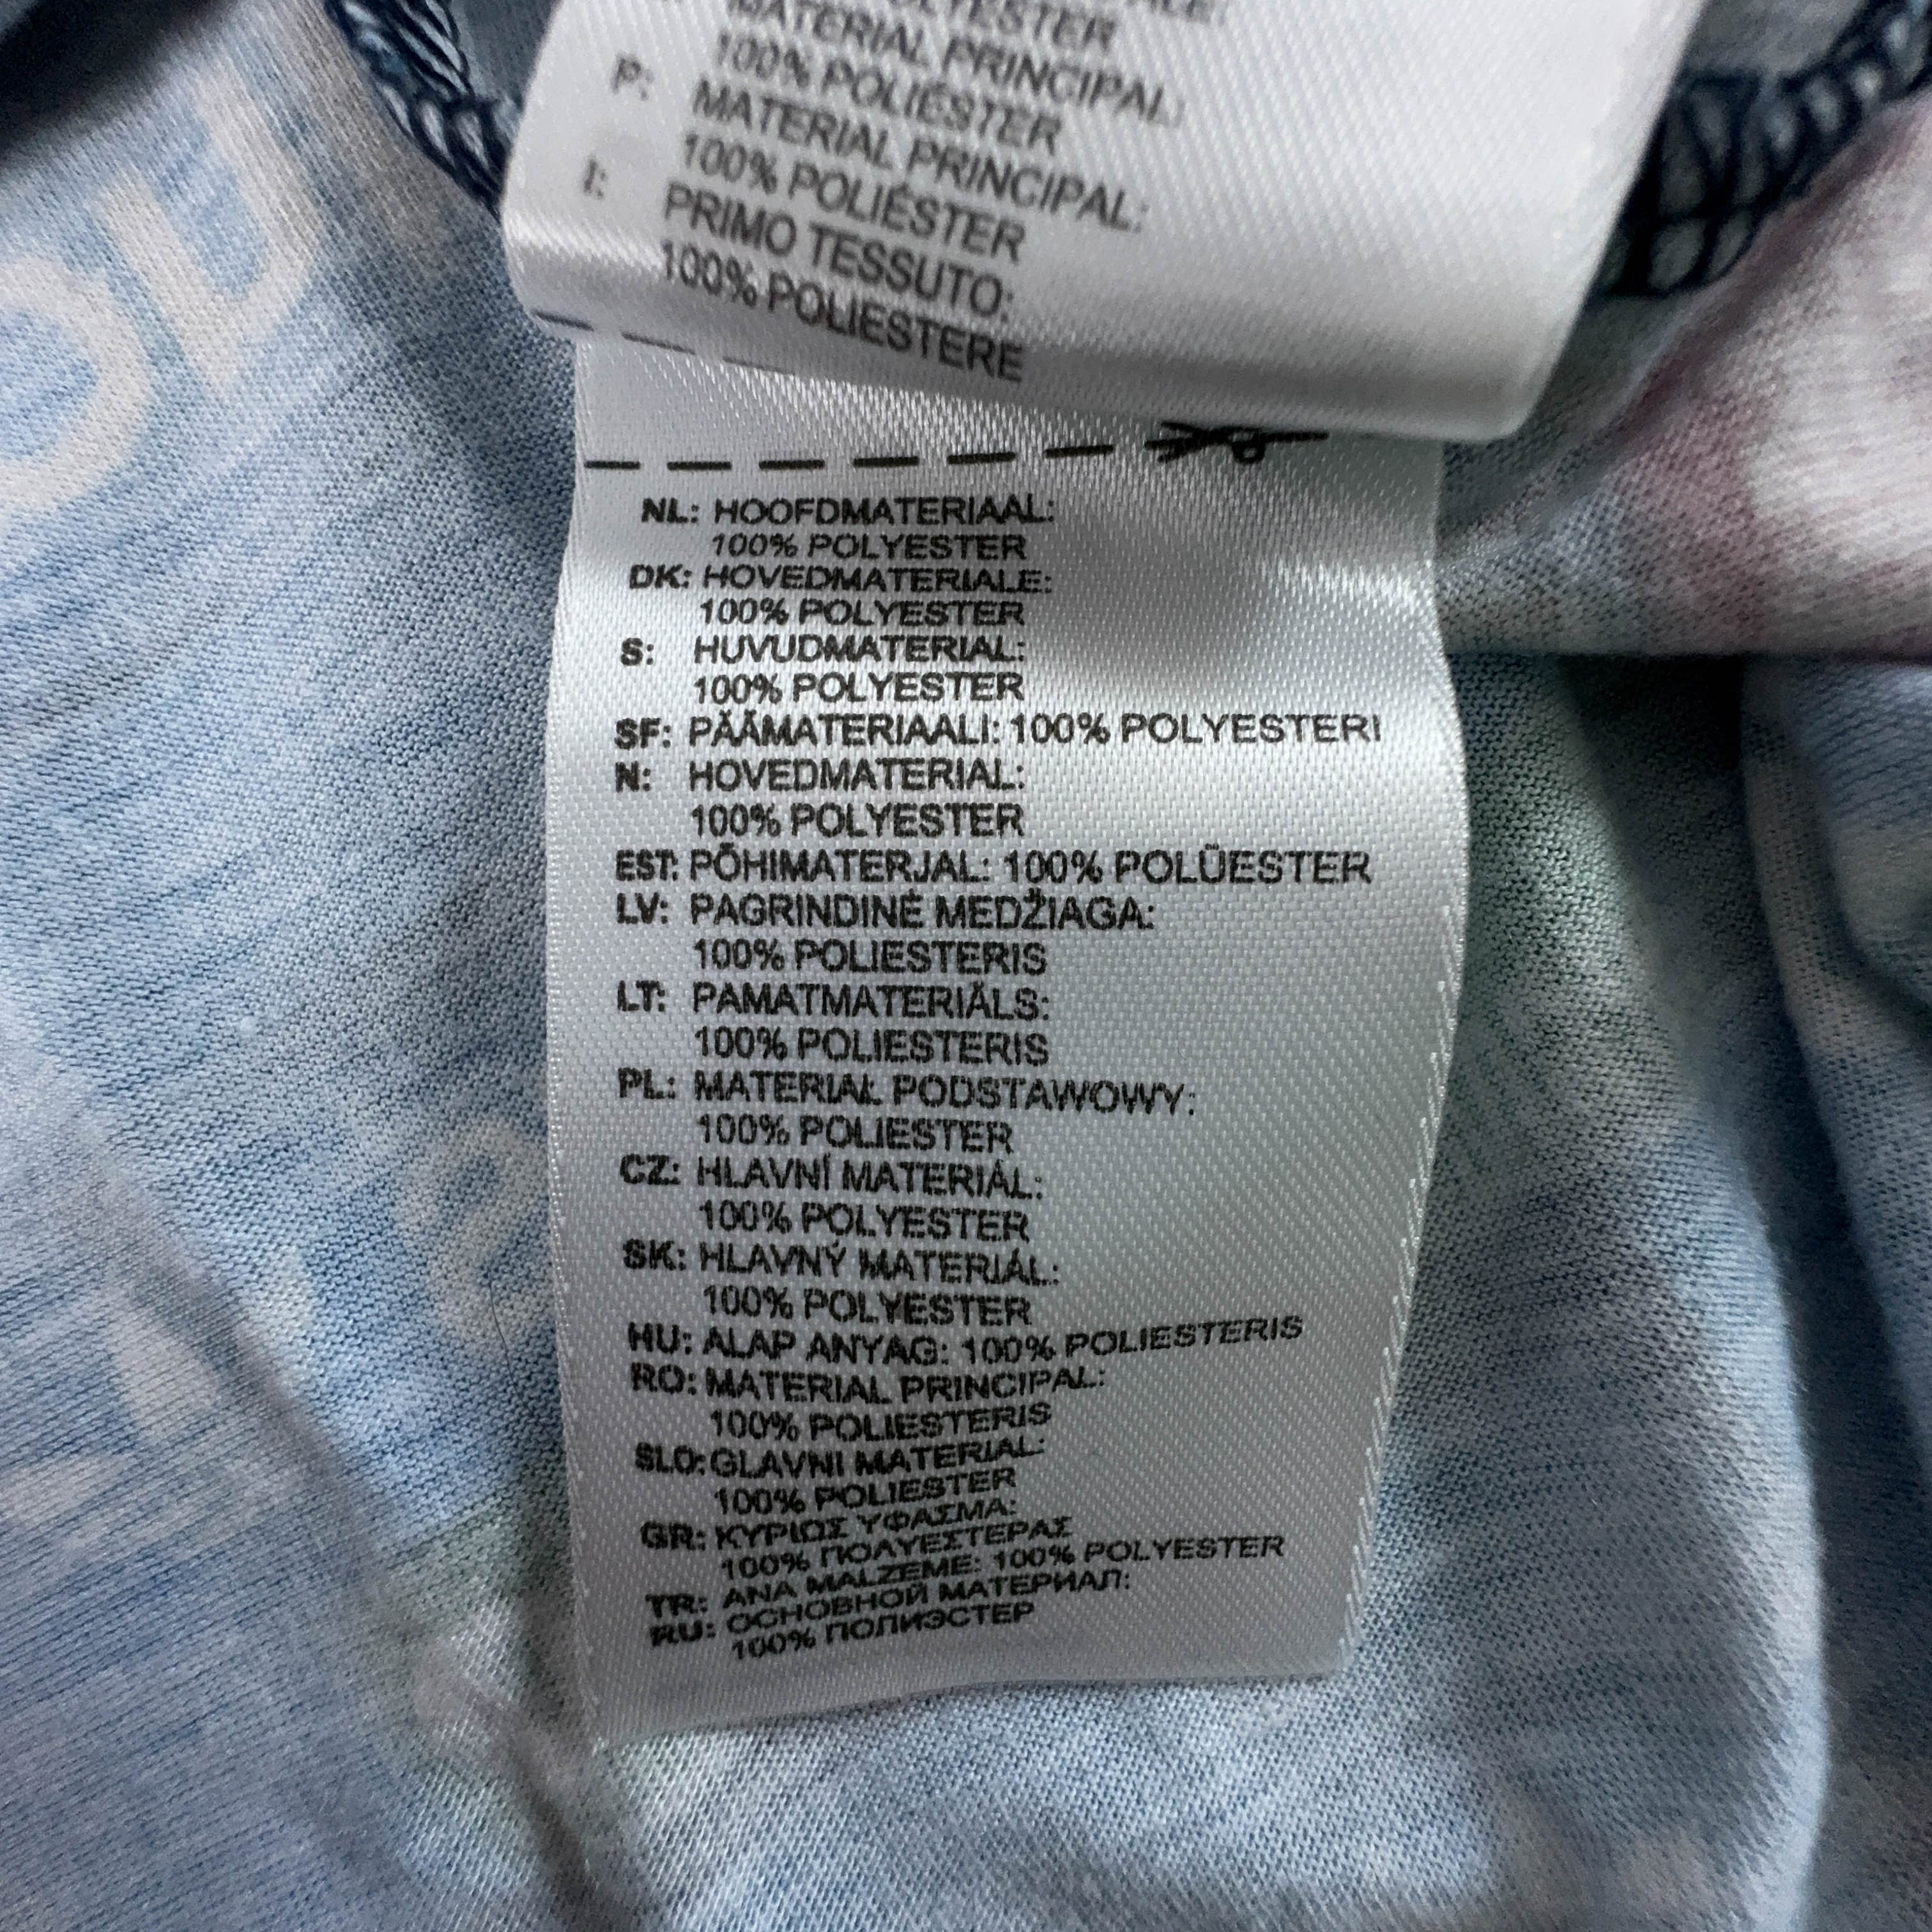 POLYESTER
MATERIAL PRINCIPAL:
100% POLIÉSTER
P: MATERIAL PRINCIPAL:
100% POLIÉSTER
I: PRIMO TESSUTO:
100% POLIESTERE
NL: HOOFDMATERIAAL:
100% POLYESTER
DK: HOVEDMATERIALE:
100% POLYESTER
S: HUVUDMATERIAL:
100% POLYESTER
SF: PÄÄMATERIAALI: 100% POLYESTERI
N: HOVEDMATERIAL:
100% POLYESTER
EST: PÕHIMATERJAL: 100% POLÜESTER
LV: PAGRINDINĖ MEDŽIAGA:
100% POLIESTERIS
LT: PAMATMATERIĀLS:
100% POLIESTERIS
PL: MATERIAŁ PODSTAWOWY:
100% POLIESTER
CZ: HLAVNÍ MATERIÁL:
100% POLYESTER
SK: HLAVNÝ MATERIÁL:
100% POLYESTER
HU: ALAP ANYAG: 100% POLIESTERIS
RO: MATERIAL PRINCIPAL:
100% POLIESTERIS
SLO: GLAVNI MATERIAL:
100% POLIESTER
GR: ΚΥΡΙΟΣ ΥΦΑΣΜΑ:
100% ΠΟΛΥΕΣΤΕΡΑΣ
TR: ANA MALZEME: 100% POLYESTER
RU: ОСНОВНОЙ МАТЕРИАЛ:
100% ПОЛИЭСТЕР